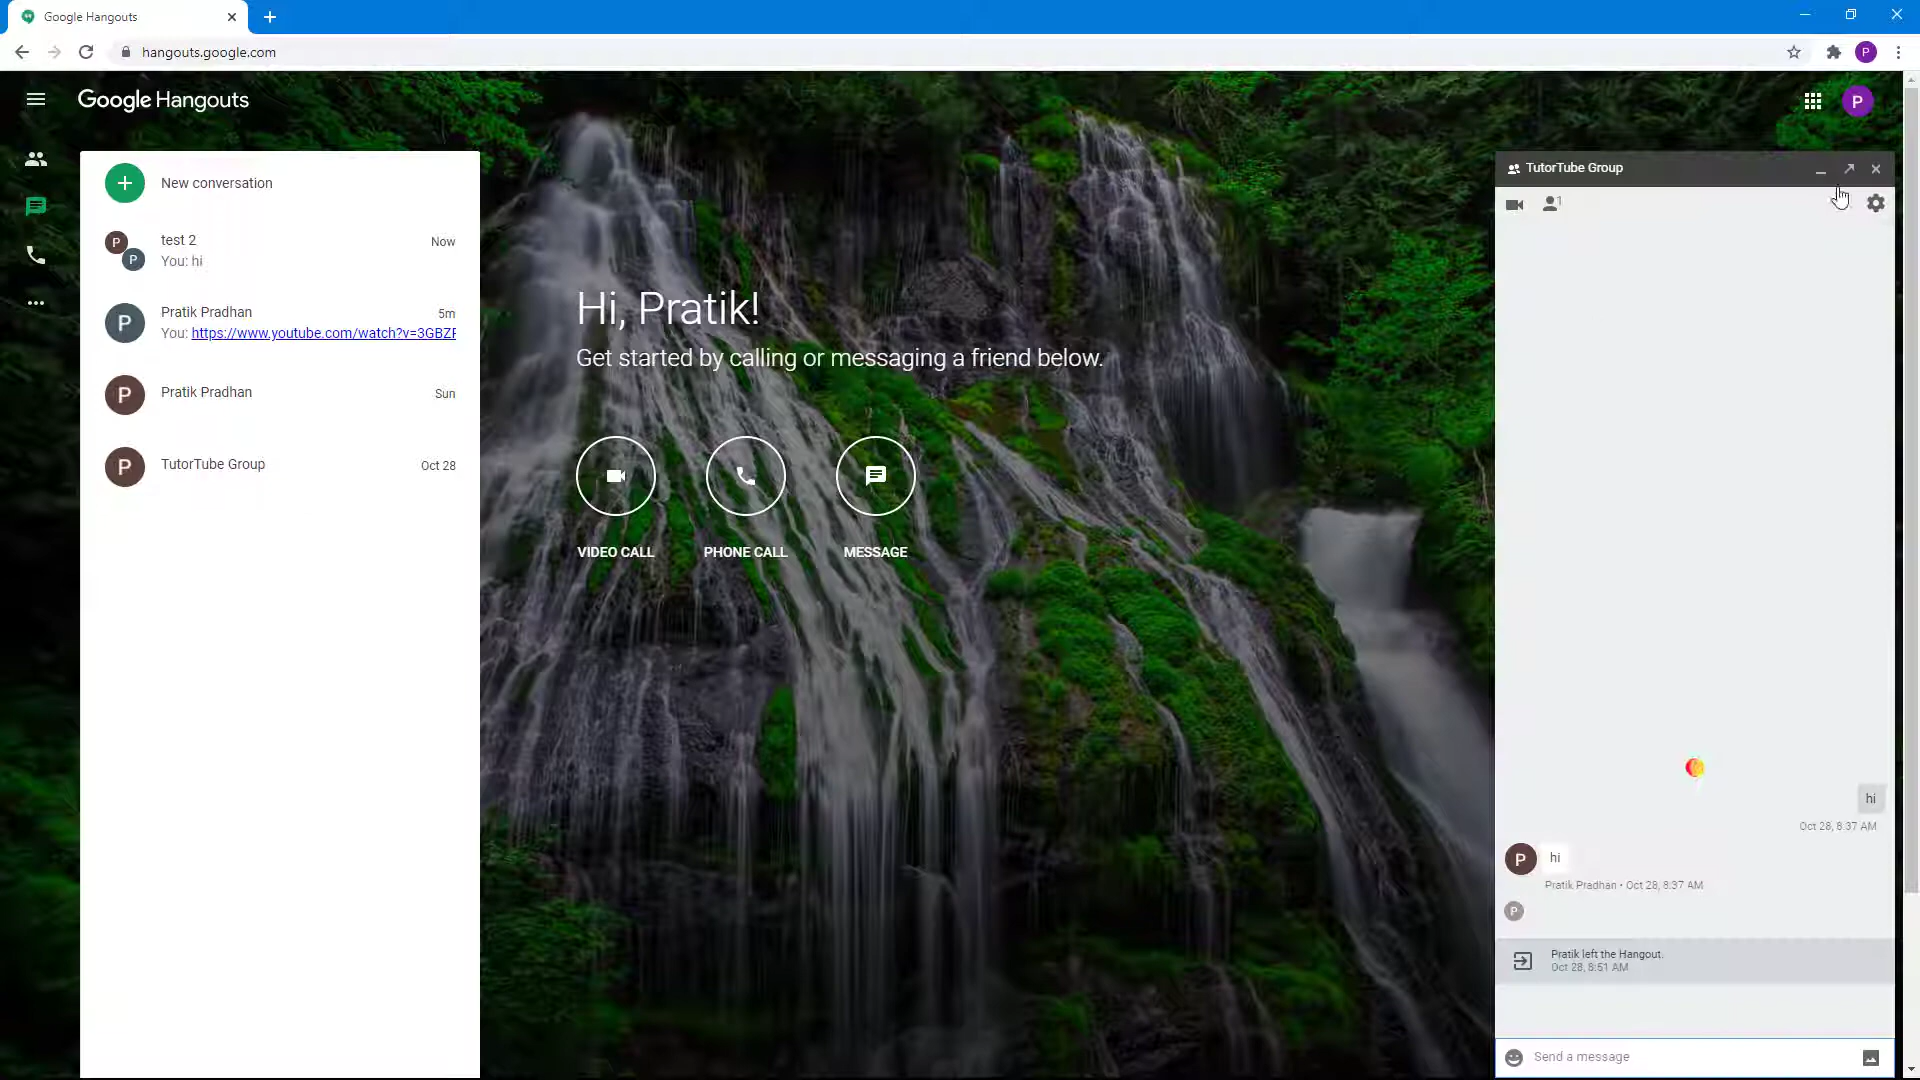 Google Hangouts
hangouts.google.com
P
Google Hangouts
P
New conversation
P
P
test 2
Now
You: hi
P
Pratik Pradhan
5m
You: https://www.youtube.com/watch?v=3GBZF
P
Pratik Pradhan
Sun
P
TutorTube Group
Oct 28
Hi, Pratik!
Get started by calling or messaging a friend below.
VIDEO CALL
PHONE CALL
MESSAGE
TutorTube Group
1
hi
Oct 28, 8:37 AM
P
hi
Pratik Pradhan • Oct 28, 8:37 AM
P
Pratik left the Hangout.
Oct 28, 8:51 AM
Send a message